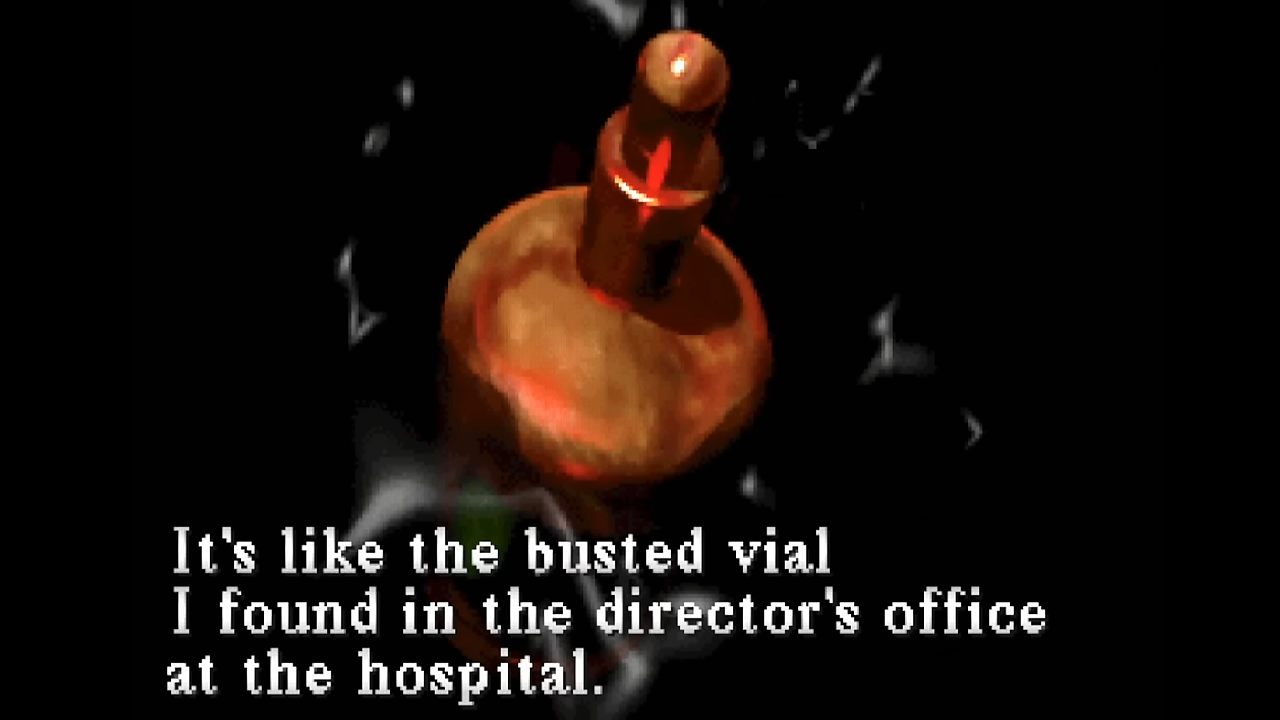 It's like the busted vial
I found in the director's office
at the hospital.